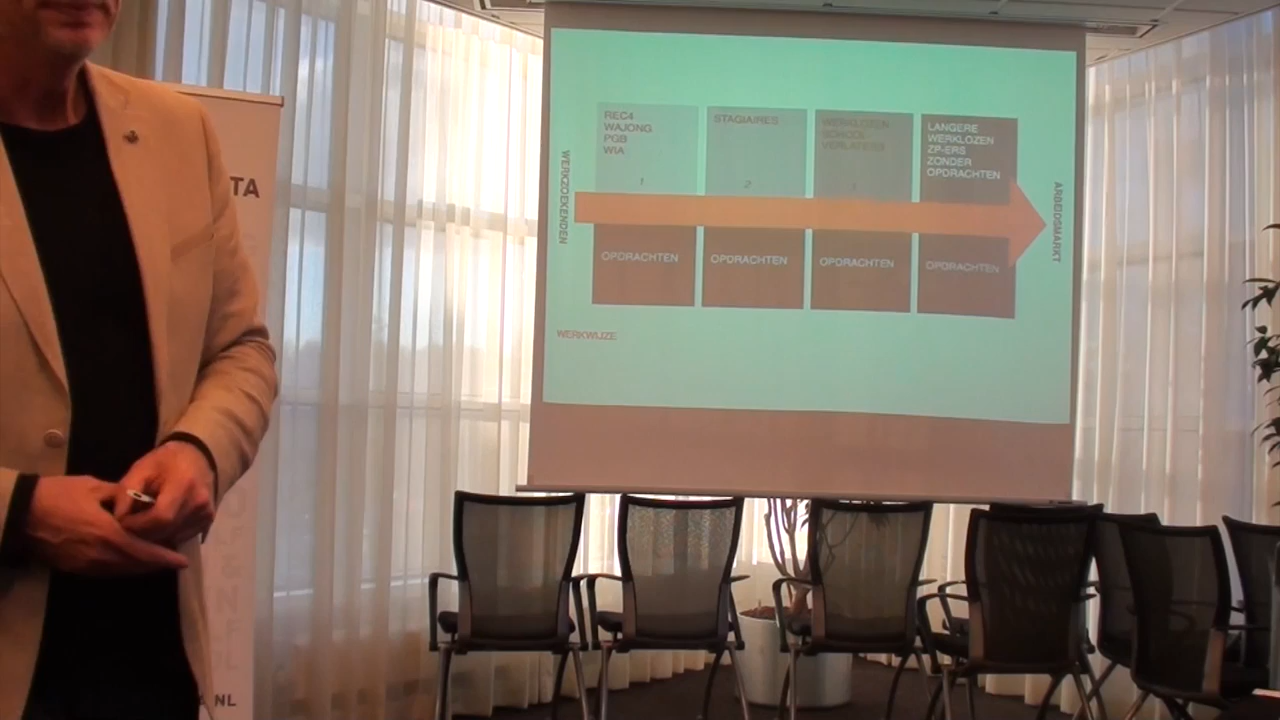 REC4
WAJONG
PGB
WIA
1
STAGIAIRES
2
WERKLOZEN
SCHOOL
VERLATERS
3
LANGERE
WERKLOZEN
ZP-ERS
ZONDER
OPDRACHTEN
WERKZOEKENDEN
ARBEIDSMARKT
OPDRACHTEN
OPDRACHTEN
OPDRACHTEN
OPDRACHTEN
WERKWIJZE
TA
NL